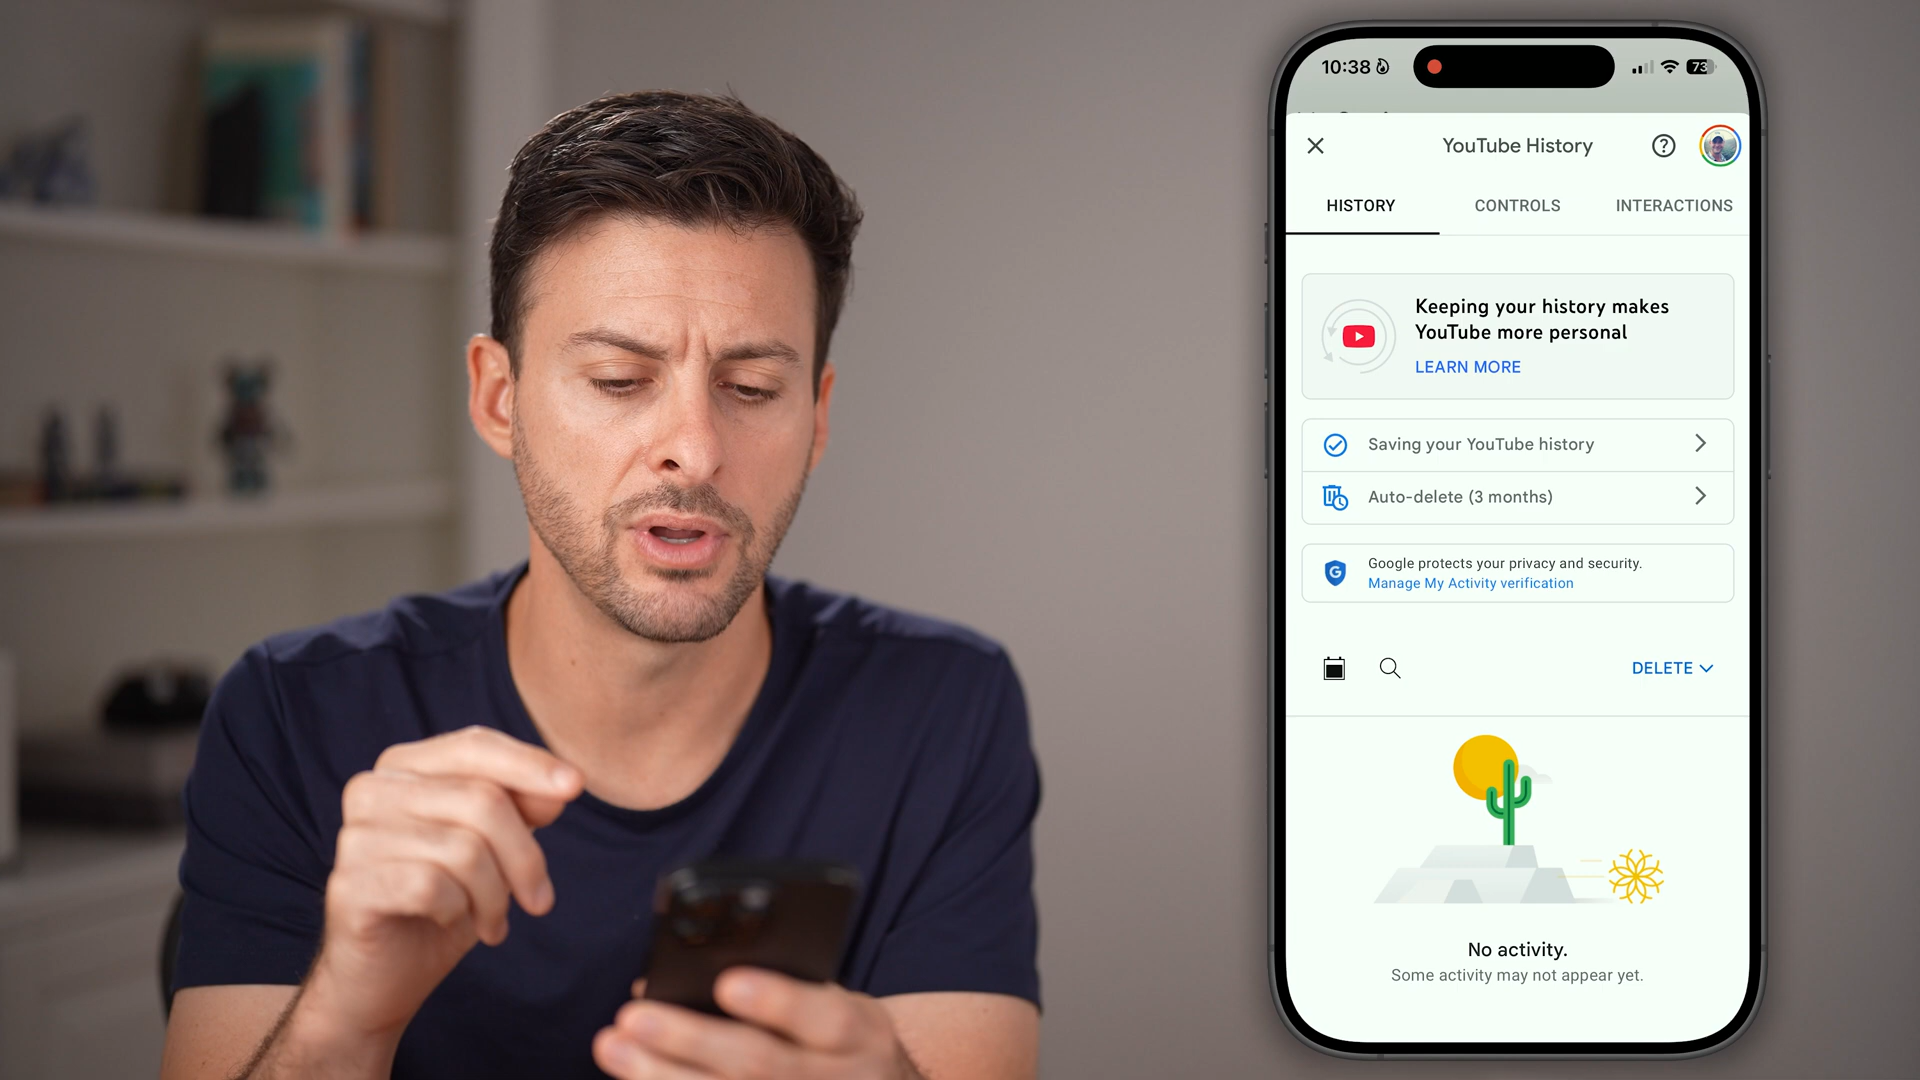 10:38
73
YouTube History
HISTORY
CONTROLS
INTERACTIONS
Keeping your history makes
YouTube more personal
LEARN MORE
Saving your YouTube history
Auto-delete (3 months)
Google protects your privacy and security.
Manage My Activity verification
DELETE
No activity.
Some activity may not appear yet.